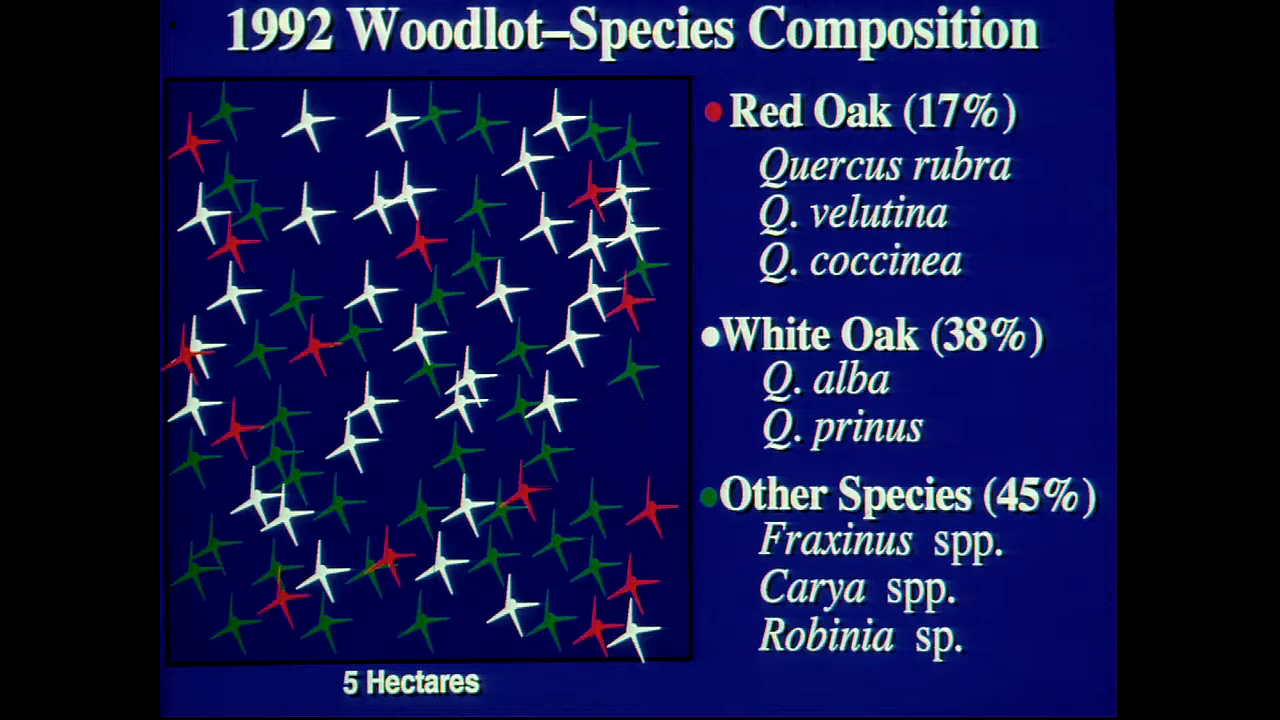 1992 Woodlot–Species Composition
Red Oak (17%)
Quercus rubra
Q. velutina
Q. coccinea
White Oak (38%)
Q. alba
Q. prinus
Other Species (45%)
Fraxinus spp.
Carya spp.
Robinia sp.
5 Hectares